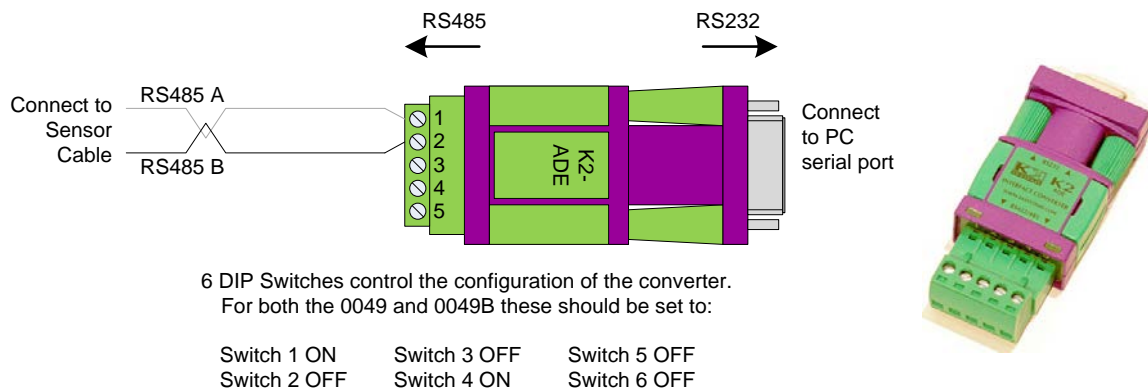 RS485
RS232
Connect to
Sensor
Cable
RS485 A
RS485 B
1
2
3
4
5
K2-
ADE
Connect
to PC
serial port
K2
INTERFACE CONVERTER
6 DIP Switches control the configuration of the converter.
For both the 0049 and 0049B these should be set to:
Switch 1 ON Switch 3 OFF Switch 5 OFF
Switch 2 OFF Switch 4 ON Switch 6 OFF